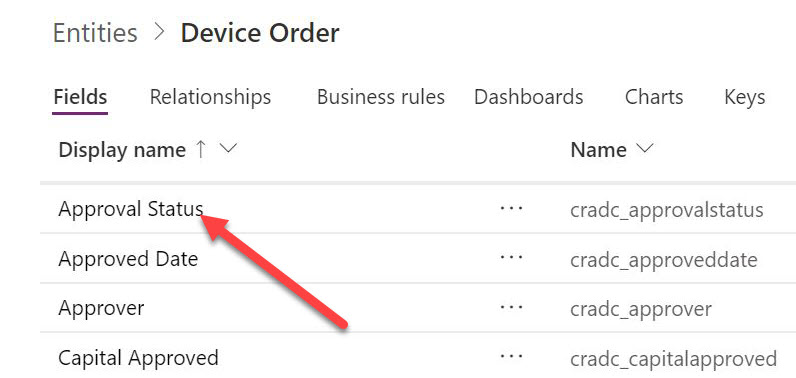 Entities > Device Order
Fields Relationships Business rules Dashboards Charts Keys
Display name ↑ Name
Approval Status ... cradc_approvalstatus
Approved Date ... cradc_approveddate
Approver ... cradc_approver
Capital Approved ... cradc_capitalapproved